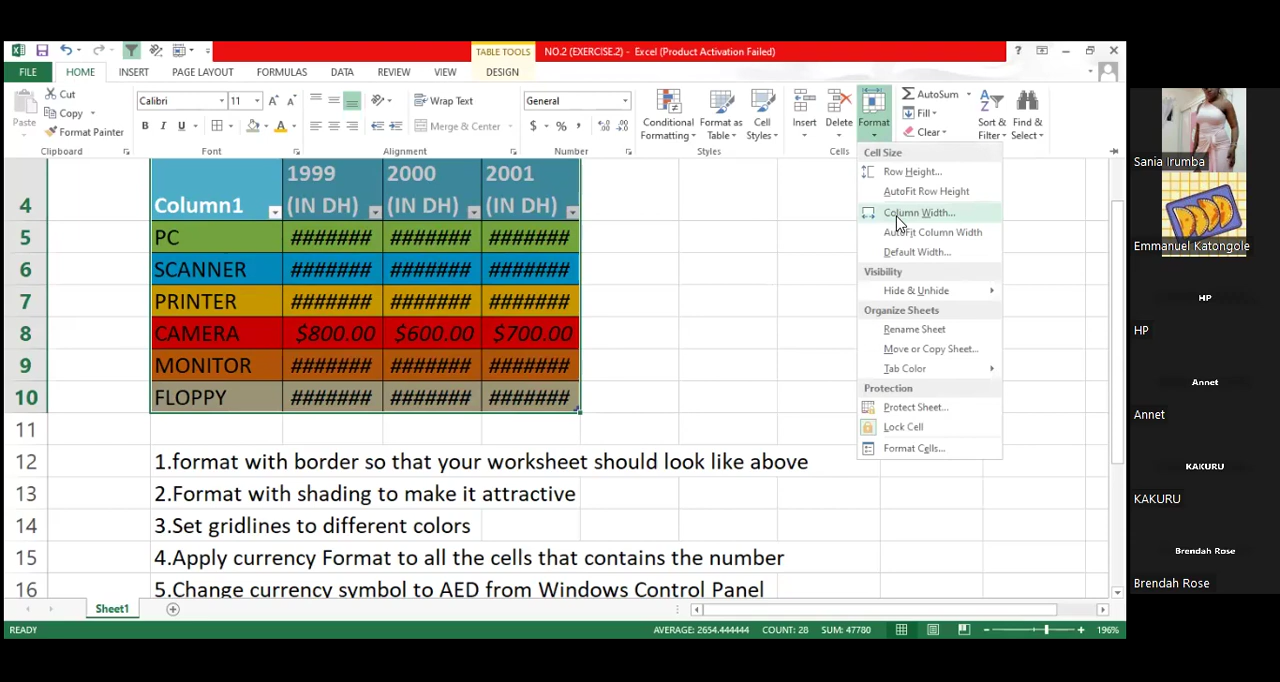 TABLE TOOLS
NO.2 (EXERCISE.2) - Excel (Product Activation Failed)
FILE HOME INSERT PAGE LAYOUT FORMULAS DATA REVIEW VIEW DESIGN
Cut
Copy
Format Painter
Paste
Clipboard
Calibri 11
B I U
Font
Wrap Text
Merge & Center
Alignment
General
$ % ,
Number
Conditional Formatting
Format as Table
Cell Styles
Styles
Insert
Delete
Format
Cells
AutoSum
Fill
Clear
Sort & Filter
Find & Select
Cell Size
Row Height...
AutoFit Row Height
Column Width...
AutoFit Column Width
Default Width...
Visibility
Hide & Unhide
Organize Sheets
Rename Sheet
Move or Copy Sheet...
Tab Color
Protection
Protect Sheet...
Lock Cell
Format Cells...
1999 2000 2001
4 Column1 (IN DH) (IN DH) (IN DH)
5 PC ####### ####### #######
6 SCANNER ####### ####### #######
7 PRINTER ####### ####### #######
8 CAMERA $800.00 $600.00 $700.00
9 MONITOR ####### ####### #######
10 FLOPPY ####### ####### #######
11
12 1.format with border so that your worksheet should look like above
13 2.Format with shading to make it attractive
14 3.Set gridlines to different colors
15 4.Apply currency Format to all the cells that contains the number
16 5.Change currency symbol to AED from Windows Control Panel
Sheet1
READY
AVERAGE: 2654.444444 COUNT: 28 SUM: 47780
196%
Sania Irumba
Emmanuel Katongole
HP
HP
Annet
Annet
KAKURU
KAKURU
Brendah Rose
Brendah Rose